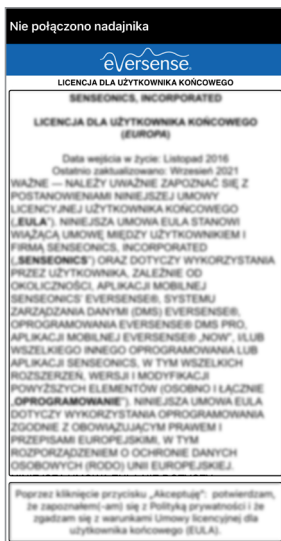 Nie połączono nadajnika
eversense.
LICENCJA DLA UŻYTKOWNIKA KOŃCOWEGO
SENSEONICS, INCORPORATED
LICENCJA DLA UŻYTKOWNIKA KOŃCOWEGO
(EUROPA)
Data wejścia w życie: Listopad 2016
Ostatnio zaktualizowano: Wrzesień 2021
WAŻNE — NALEŻY UWAŻNIE ZAPOZNAĆ SIĘ Z
POSTANOWIENIAMI NINIEJSZEJ UMOWY
LICENCYJNEJ UŻYTKOWNIKA KOŃCOWEGO
(„EULA”). NINIEJSZA UMOWA EULA STANOWI
WIĄŻĄCĄ UMOWĘ MIĘDZY UŻYTKOWNIKIEM I
FIRMĄ SENSEONICS, INCORPORATED
(„SENSEONICS”) ORAZ DOTYCZY WYKORZYSTANIA
PRZEZ UŻYTKOWNIKA, ZALEŻNIE OD
OKOLICZNOŚCI, APLIKACJI MOBILNEJ
SENSEONICS’ EVERSENSE®, SYSTEMU
ZARZĄDZANIA DANYMI (DMS) EVERSENSE®,
OPROGRAMOWANIA EVERSENSE® DMS PRO,
APLIKACJI MOBILNEJ EVERSENSE® „NOW”, I/LUB
WSZELKIEGO INNEGO OPROGRAMOWANIA LUB
APLIKACJI SENSEONICS, W TYM WSZELKICH
ROZSZERZEŃ, WERSJI I MODYFIKACJI
POWYŻSZYCH ELEMENTÓW (OSOBNO I ŁĄCZNIE
„OPROGRAMOWANIE”). NINIEJSZA UMOWA EULA
DOTYCZY WYKORZYSTANIA OPROGRAMOWANIA
ZGODNIE Z OBOWIĄZUJĄCYM PRAWEM I
PRZEPISAMI EUROPEJSKIMI, W TYM
ROZPORZĄDZENIEM O OCHRONIE DANYCH
OSOBOWYCH (RODO) UNII EUROPEJSKIEJ.
Poprzez kliknięcie przycisku „Akceptuję”: potwierdzam,
że zapoznałem(-am) się z Polityką prywatności i że
zgadzam się z warunkami Umowy licencyjnej dla
użytkownika końcowego (EULA).